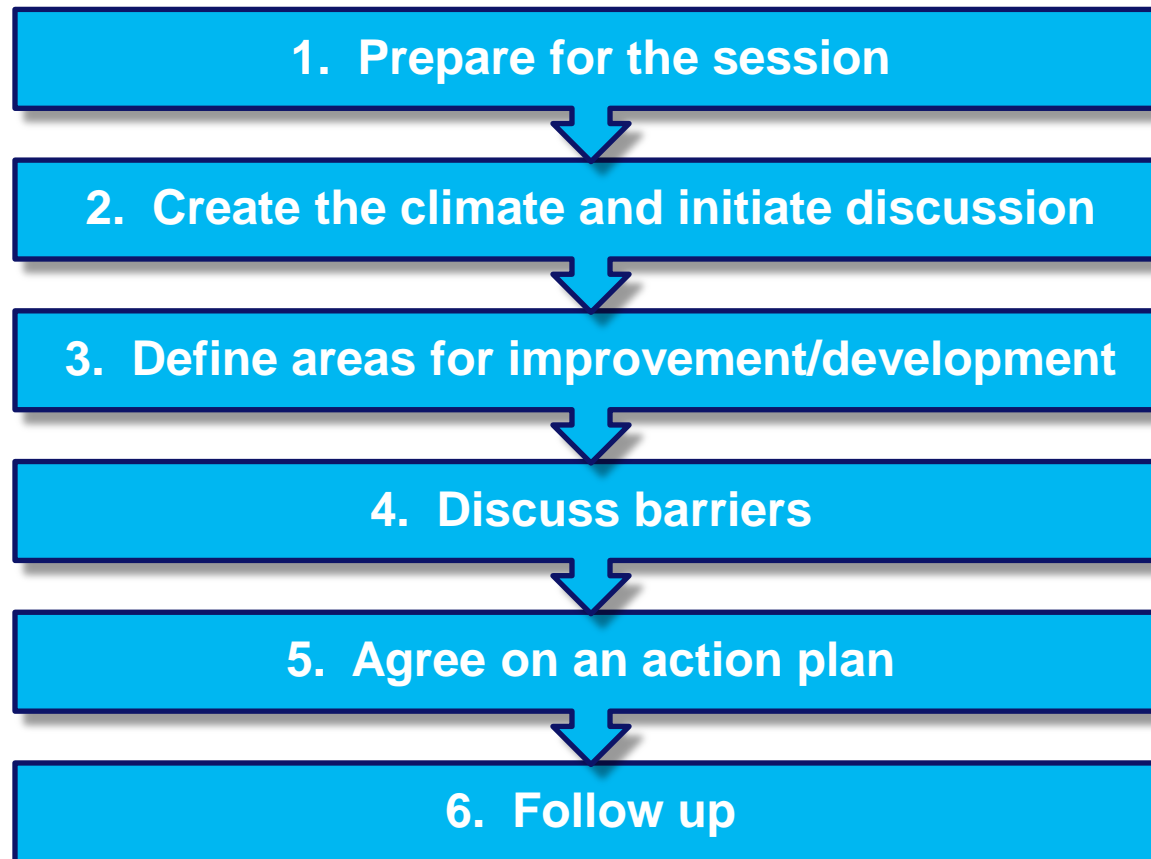 1. Prepare for the session
2. Create the climate and initiate discussion
3. Define areas for improvement/development
4. Discuss barriers
5. Agree on an action plan
6. Follow up